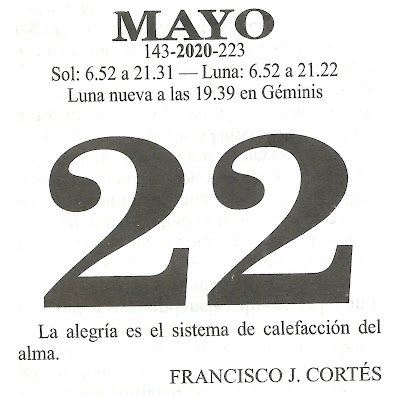 MAYO
143-2020-223
Sol: 6.52 a 21.31 — Luna: 6.52 a 21.22
Luna nueva a las 19.39 en Géminis
22
La alegría es el sistema de calefacción del
alma.
FRANCISCO J. CORTÉS